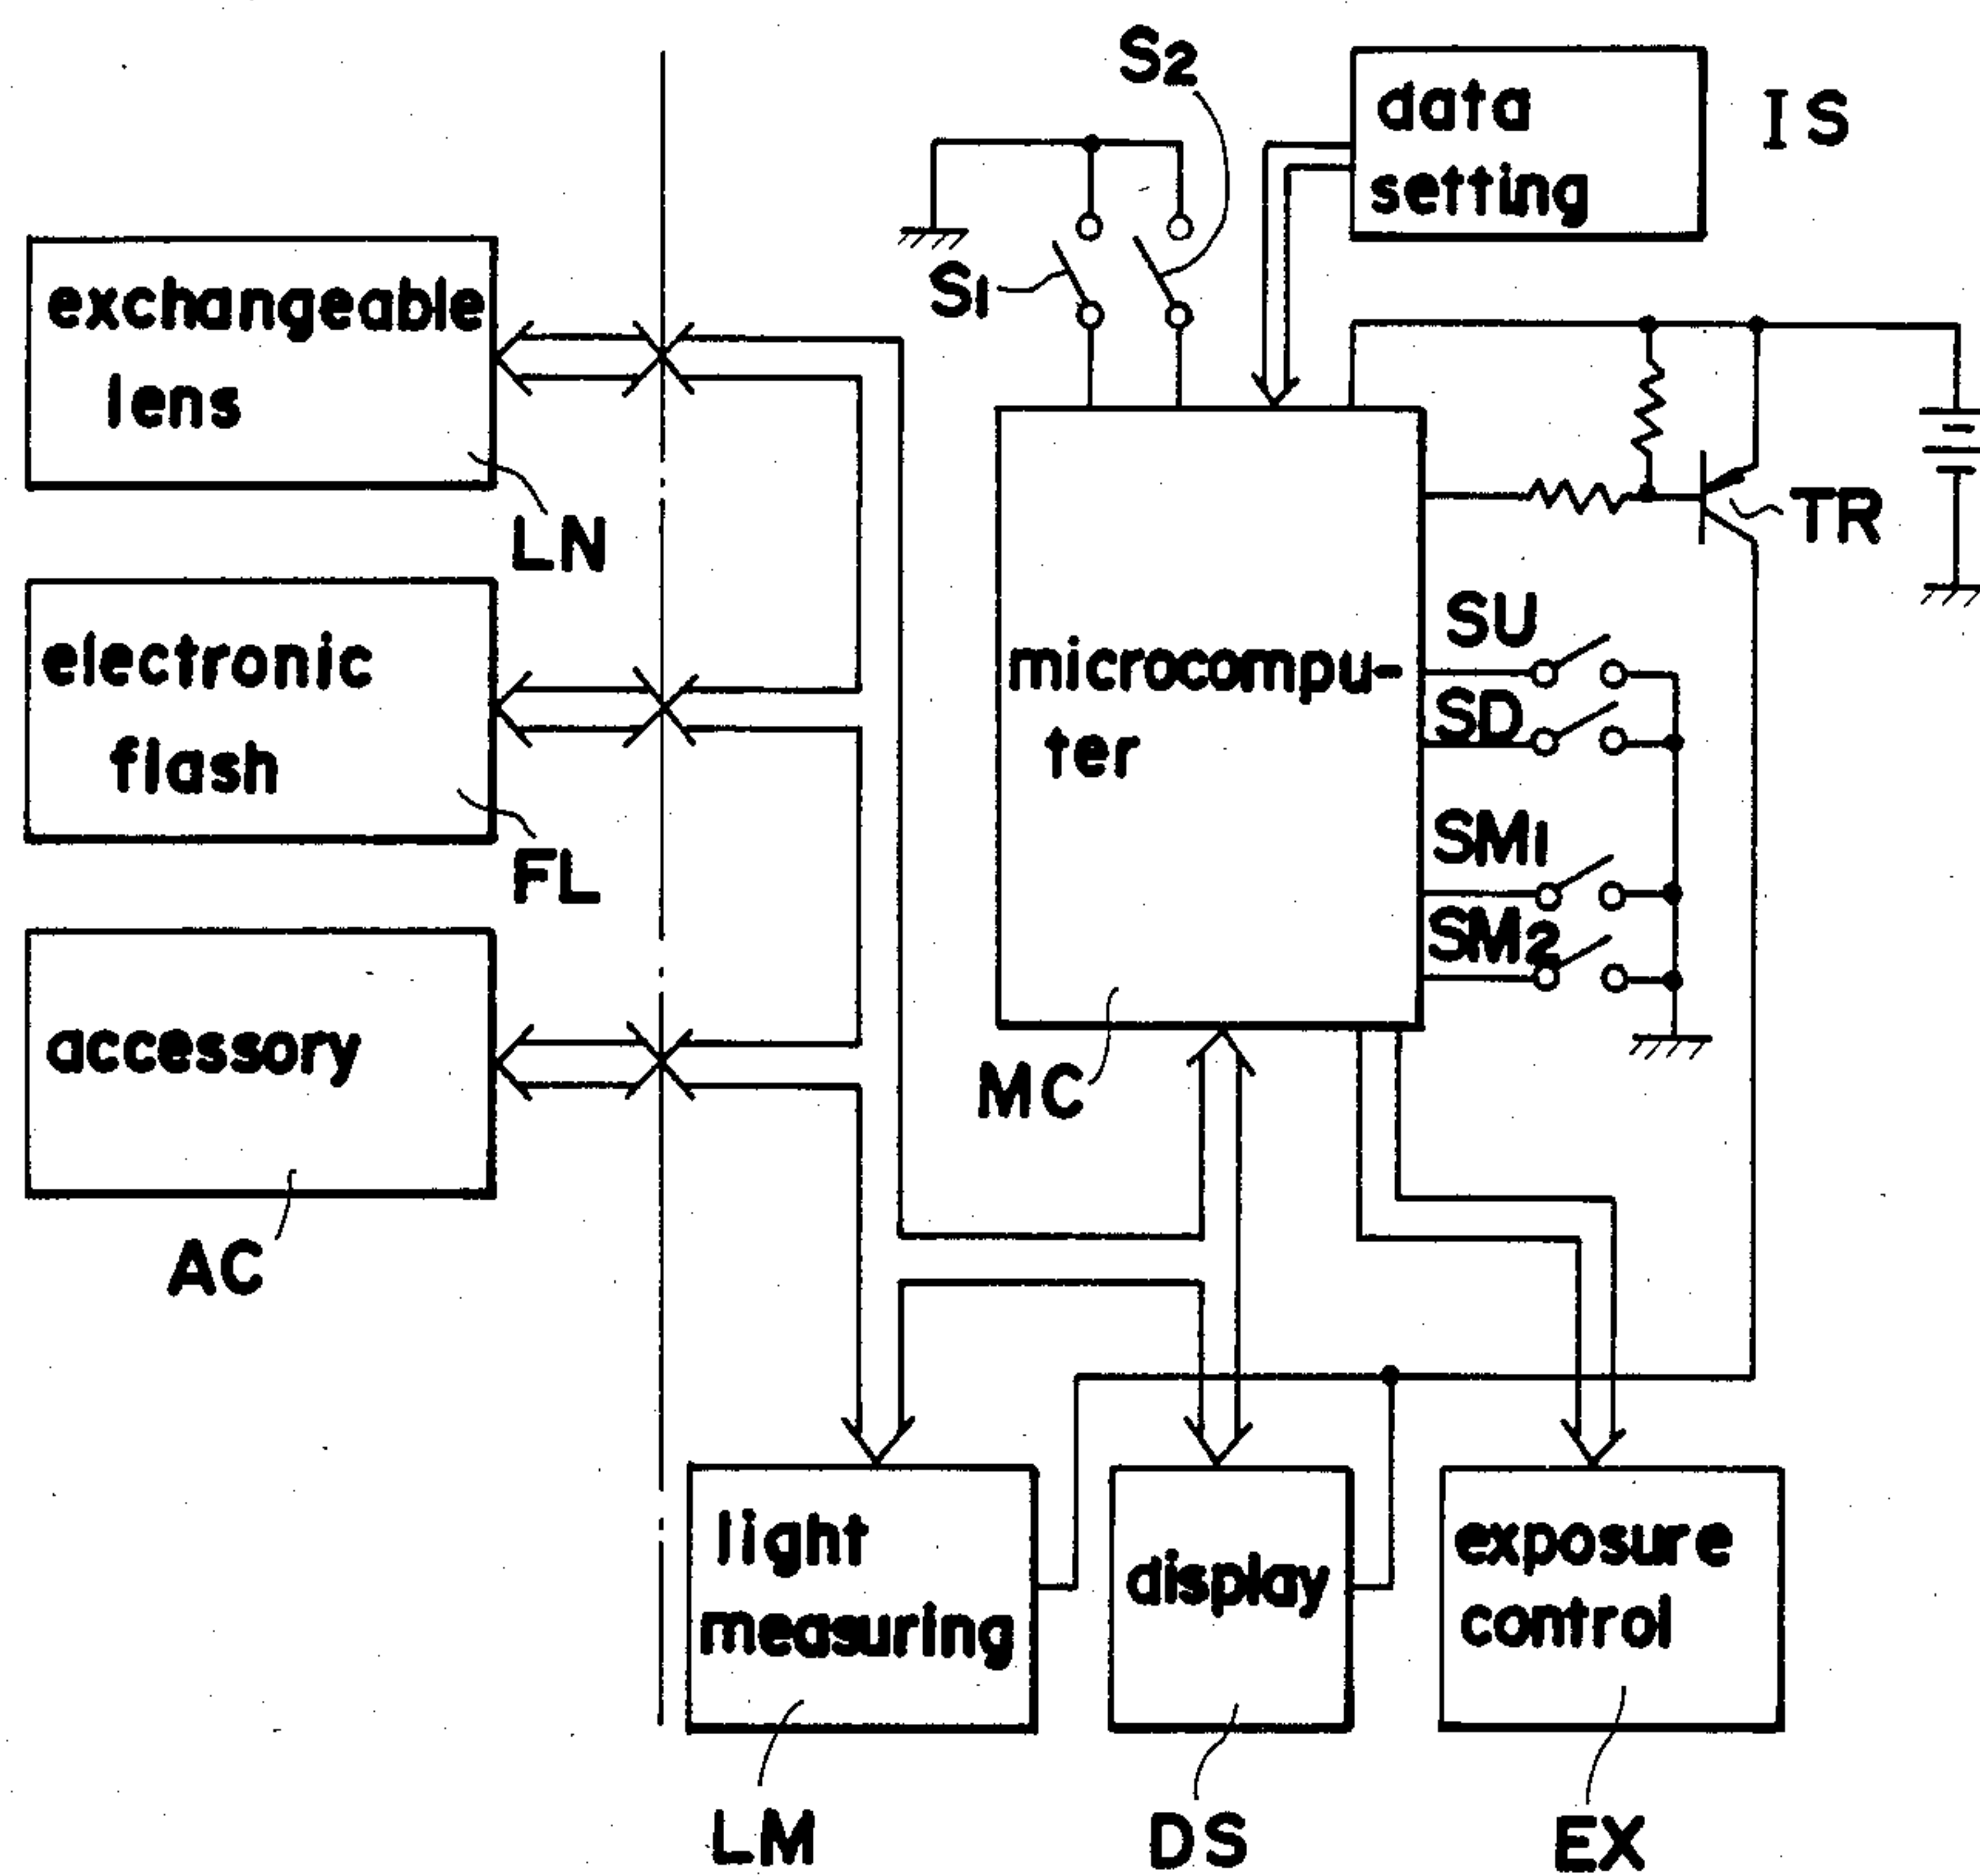 S2
data
setting
IS
S1
exchangeable
lens
LN
TR
electronic
flash
FL
microcompu-
ter
SU
SD
SM1
SM2
accessory
AC
MC
light
measuring
LM
display
DS
exposure
control
EX